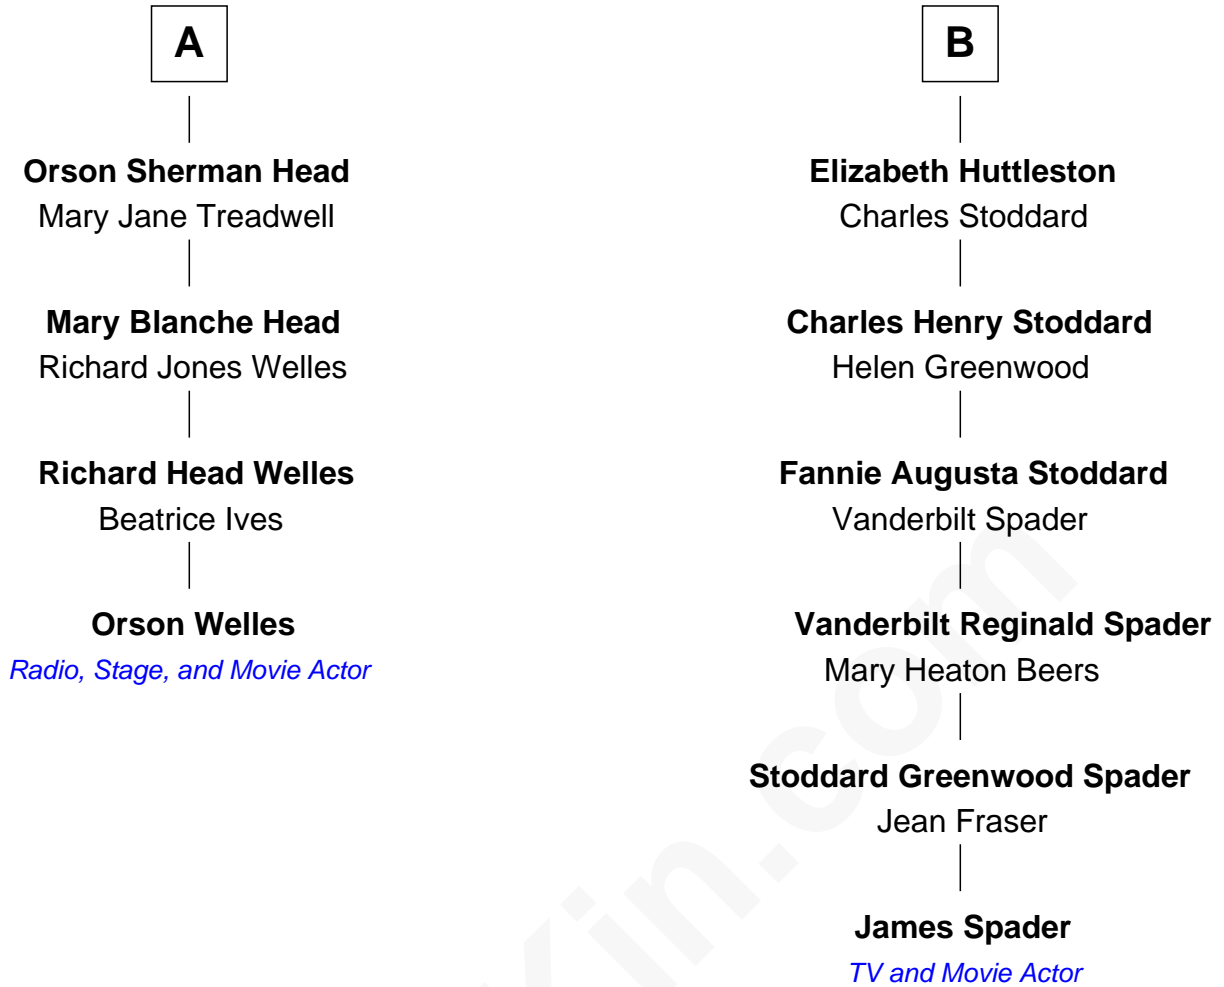 A
Orson Sherman Head
Mary Jane Treadwell
Mary Blanche Head
Richard Jones Welles
Richard Head Welles
Beatrice Ives
Orson Welles
Radio, Stage, and Movie Actor
B
Elizabeth Huttleston
Charles Stoddard
Charles Henry Stoddard
Helen Greenwood
Fannie Augusta Stoddard
Vanderbilt Spader
Vanderbilt Reginald Spader
Mary Heaton Beers
Stoddard Greenwood Spader
Jean Fraser
James Spader
TV and Movie Actor